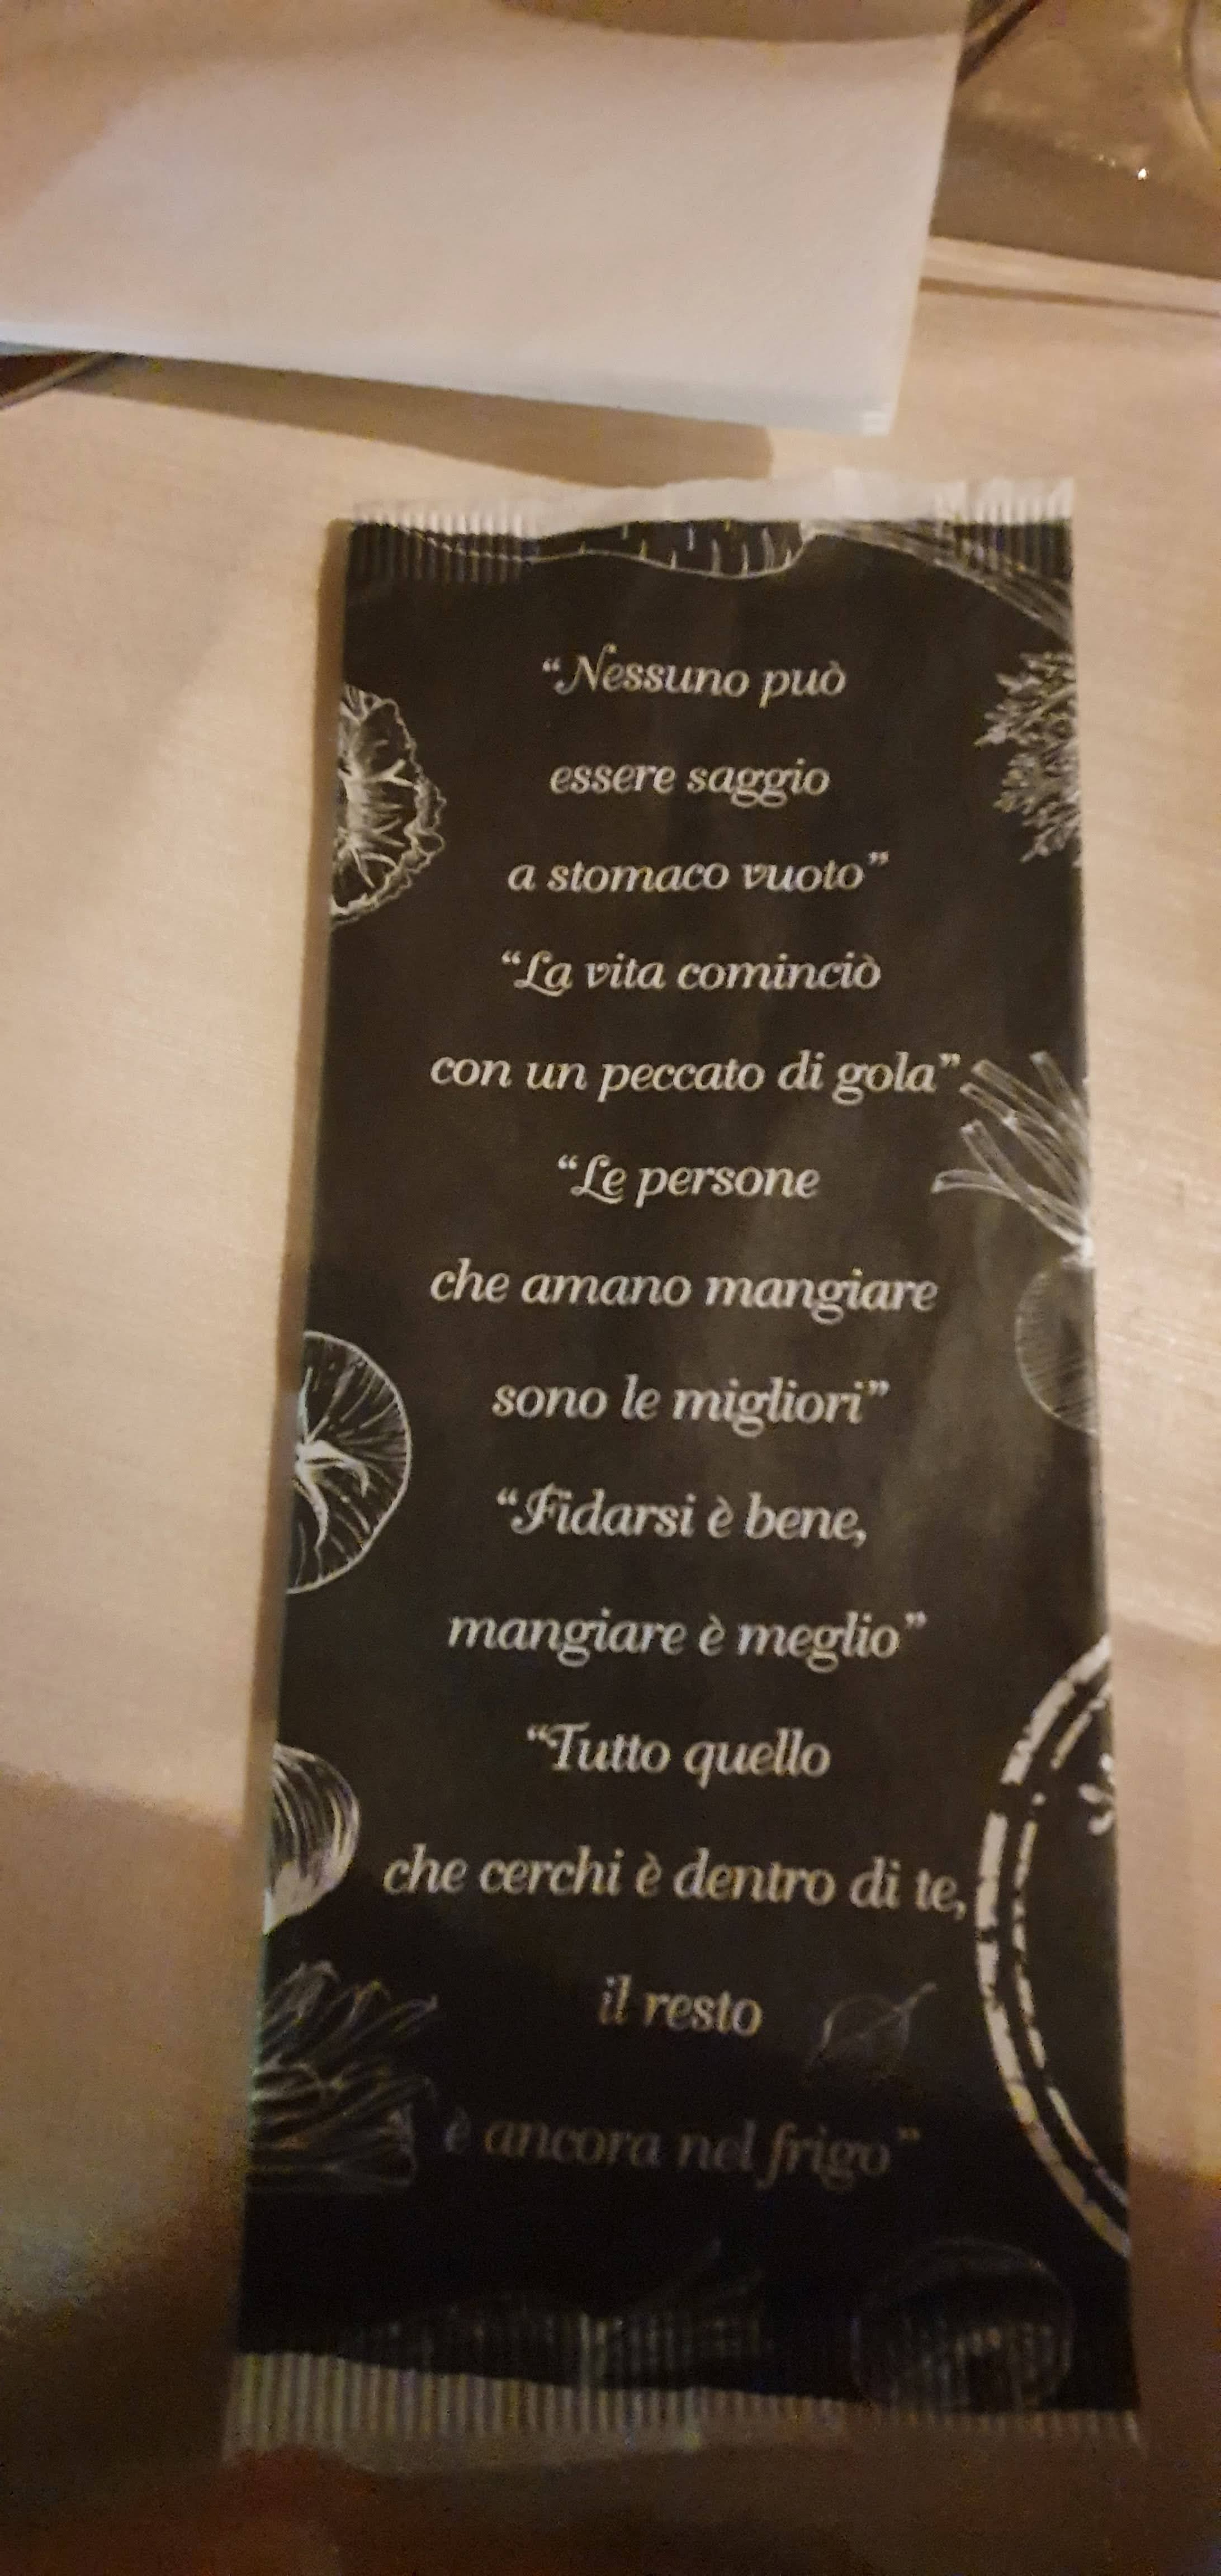 “Nessuno può
essere saggio
a stomaco vuoto”
“La vita cominciò
con un peccato di gola”
“Le persone
che amano mangiare
sono le migliori”
“Fidarsi è bene,
mangiare è meglio”
“Tutto quello
che cerchi è dentro di te,
il resto
è ancora nel frigo”